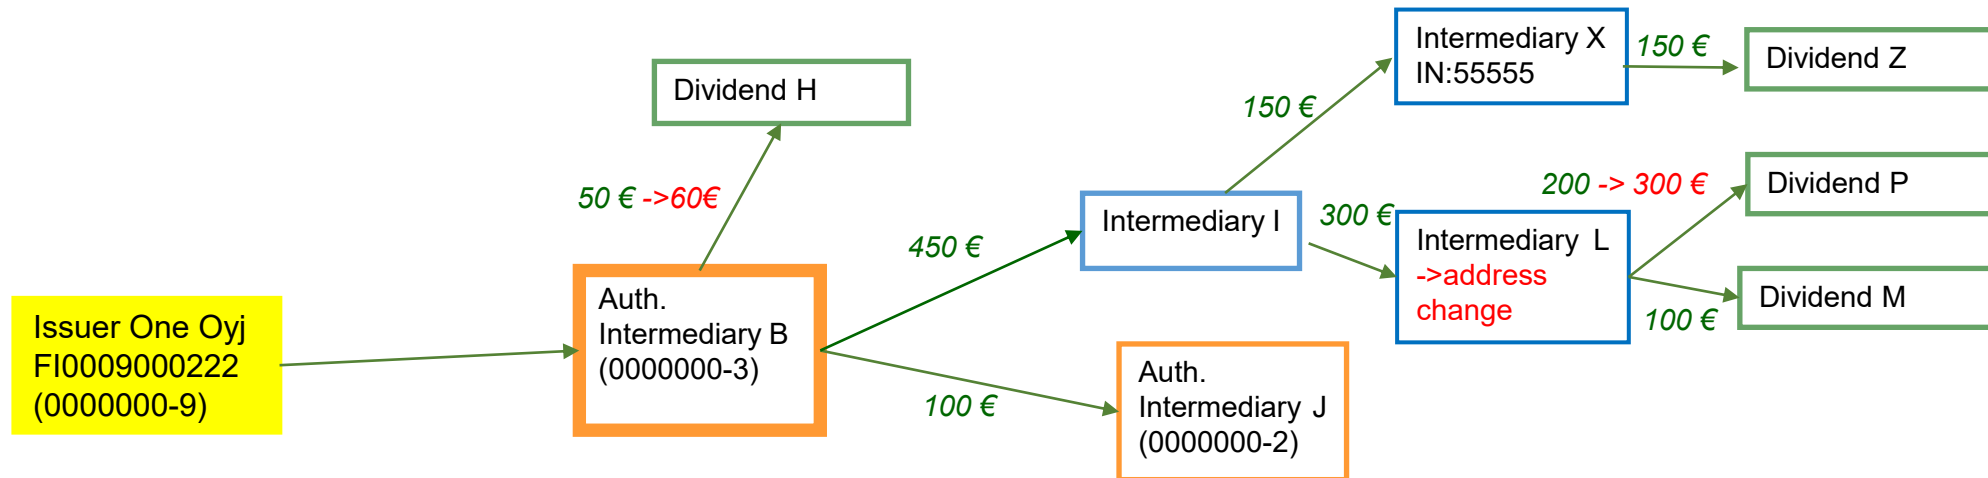 Intermediary X
IN:55555
150 €
Dividend Z
Dividend H
150 €
50 € ->60€
200 -> 300 €
Dividend P
Intermediary I
300 €
450 €
Intermediary L
->address
change
Dividend M
100 €
Auth.
Intermediary B
(0000000-3)
Issuer One Oyj
FI0009000222
(0000000-9)
100 €
Auth.
Intermediary J
(0000000-2)